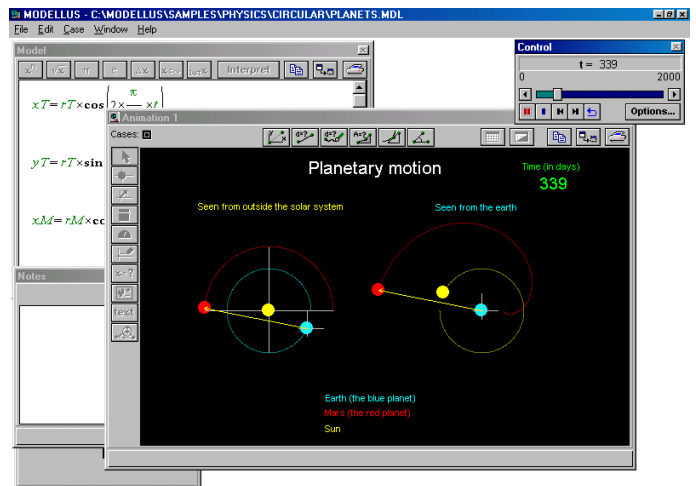 MODELLUS - C:\MODELLUS\SAMPLES\PHYSICS\CIRCULAR\PLANETS.MDL
File Edit Case Window Help
Model
Interpret
xT= rT×cos(2×π ×t)
yT= rT×sin
xM= rM×co
Control
t = 339
0 2000
Options...
Animation 1
Cases:
Planetary motion
Time (in days)
339
Seen from outside the solar system
Seen from the earth
Notes
x=?
text
Earth (the blue planet)
Mars (the red planet)
Sun